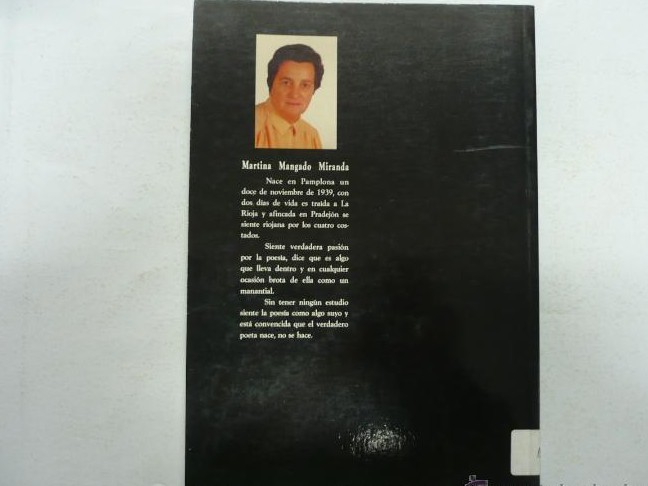 Martina Mangado Miranda
Nace en Pamplona un
doce de noviembre de 1939, con
dos días de vida es traída a La
Rioja y afincada en Pradejón se
siente riojana por los cuatro cos-
tados.
Siente verdadera pasión
por la poesía, dice que es algo
que lleva dentro y en cualquier
ocasión brota de ella como un
manantial.
Sin tener ningún estudio
siente la poesía como algo suyo y
está convencida que el verdadero
poeta nace, no se hace.